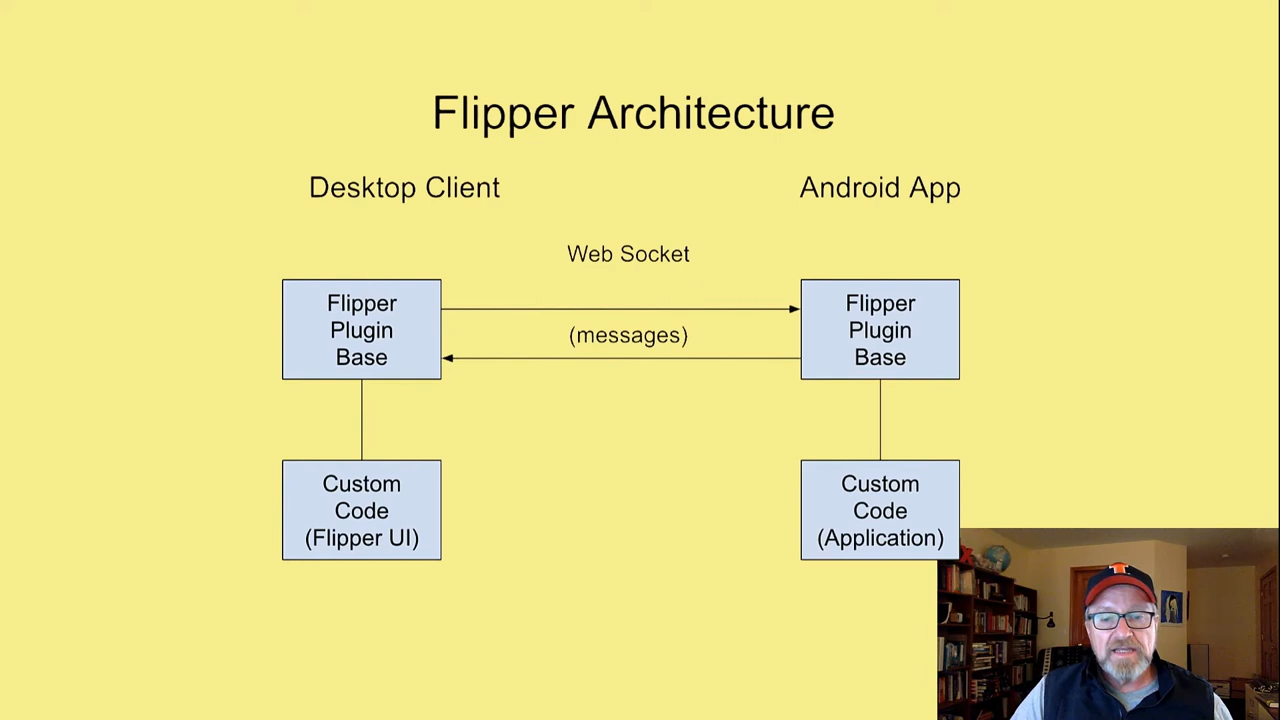 Flipper Architecture
Desktop Client
Android App
Web Socket
Flipper
Plugin
Base
(messages)
Flipper
Plugin
Base
Custom
Code
(Flipper UI)
Custom
Code
(Application)